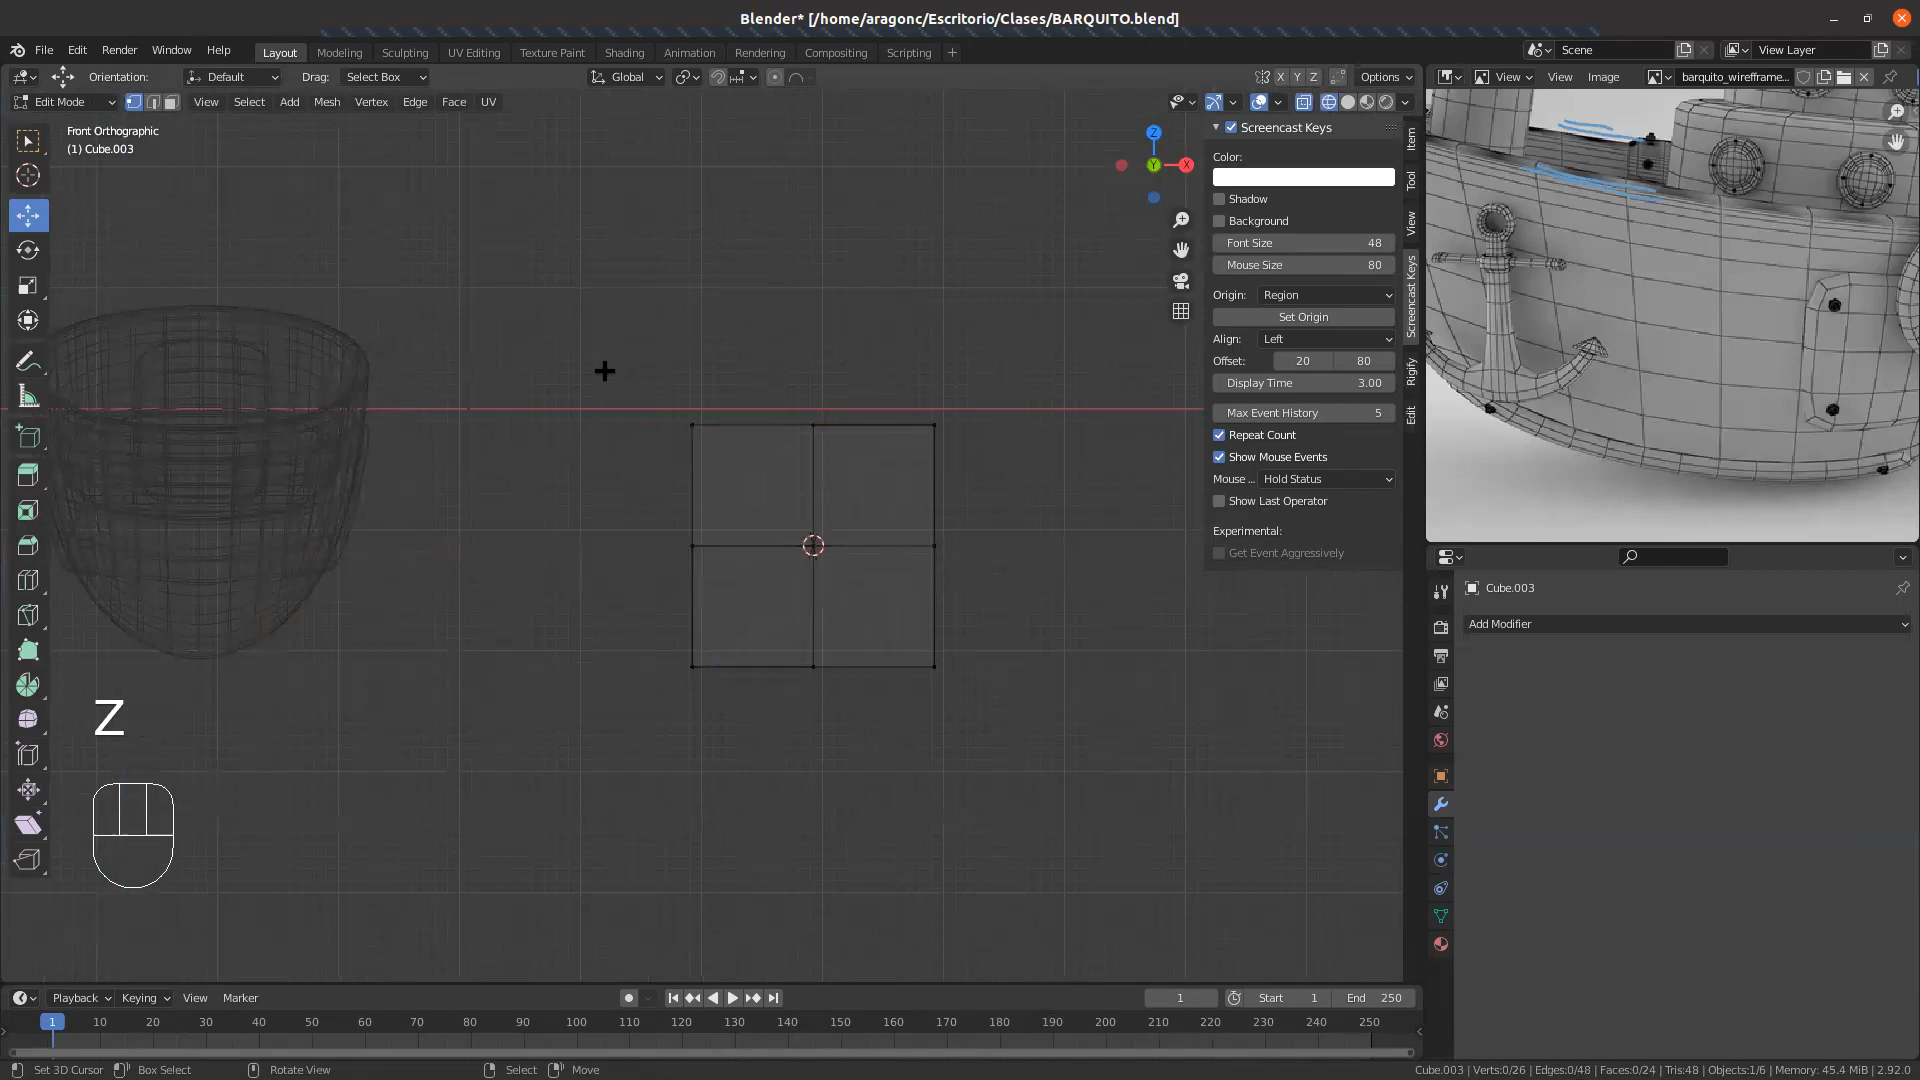 Blender* [/home/aragonc/Escritorio/Clases/BARQUITO.blend]
File Edit Render Window Help Layout Modeling Sculpting UV Editing Texture Paint Shading Animation Rendering Compositing Scripting + Scene View Layer
Orientation: Default Drag: Select Box Global X Y Z Options View View Image barquito_wireframe...
Edit Mode View Select Add Mesh Vertex Edge Face UV
Front Orthographic
(1) Cube.003
Z
X
Y
Screencast Keys
Color:
Shadow
Background
Font Size 48
Mouse Size 80
Origin: Region
Set Origin
Align: Left
Offset: 20 80
Display Time 3.00
Max Event History 5
Repeat Count
Show Mouse Events
Mouse ... Hold Status
Show Last Operator
Experimental:
Get Event Aggressively
Item
Tool
View
Screencast Keys
Rigify
Edit
Cube.003
Add Modifier
Z
Playback Keying View Marker 1 Start 1 End 250
1 10 20 30 40 50 60 70 80 90 100 110 120 130 140 150 160 170 180 190 200 210 220 230 240 250
Set 3D Cursor Box Select Rotate View Select Move Cube.003 | Verts:0/26 | Edges:0/48 | Faces:0/24 | Tris:48 | Objects:1/6 | Memory: 45.4 MiB | 2.92.0